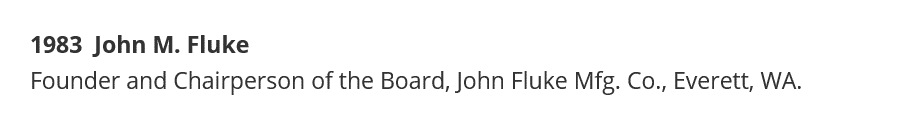 1983 John M. Fluke
Founder and Chairperson of the Board, John Fluke Mfg. Co., Everett, WA.